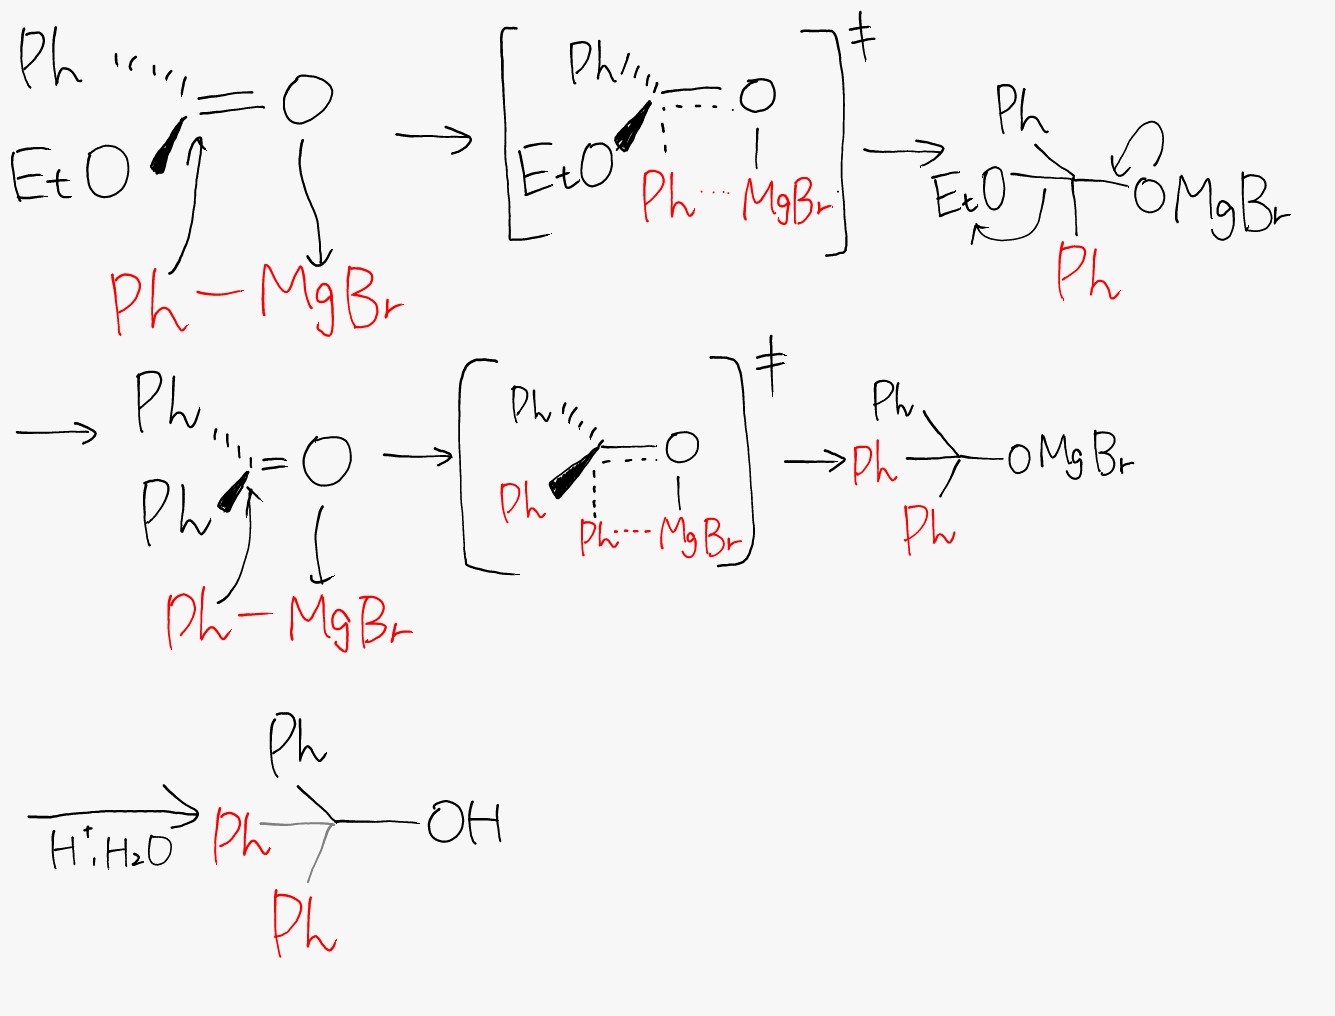 Ph Ph ‡
EtO O EtO O Ph
Ph MgBr EtO OMgBr
Ph — MgBr Ph
Ph Ph ‡ Ph
Ph = O Ph O Ph OMgBr
Ph MgBr Ph
Ph — MgBr
Ph
H⁺, H₂O Ph OH
Ph